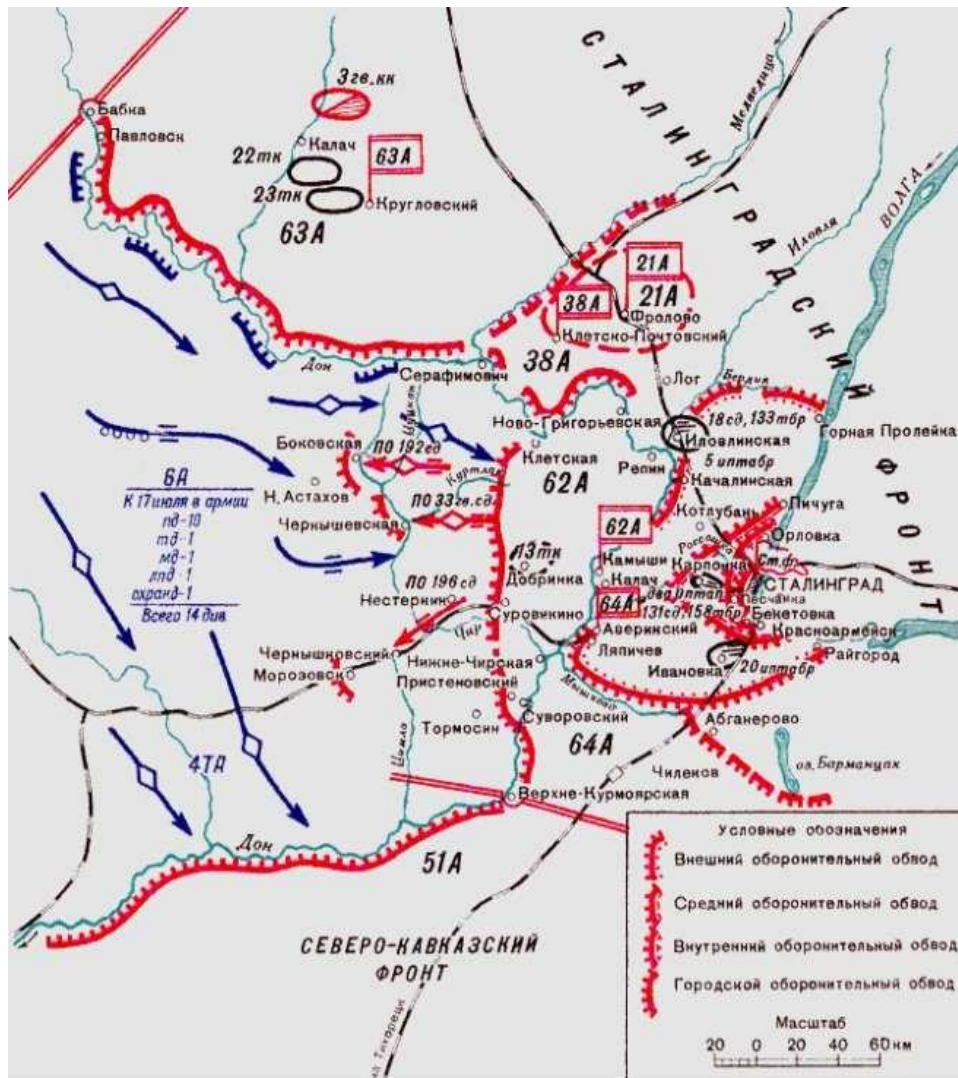 СТАЛИНГРАДСКИЙ ФРОНТ
3гв.кк
Медведица
Бабка
Павловск
Калач
63А
22тк
23тк
Кругловский
63А
ВОЛГА
Иловля
21А
38А
21А
Фролово
Клетско-Почтовский
38А
Дон
Серафимович
Лог
Бердия
Ново-Григорьевская
18сд, 133тбр
Горная Пролейка
Иловлинская
Боковская
ПО 192сд
Клетская
Репин
5 иптабр
Качалинская
Куртлак
62А
6А
К 17 июля в армии
пд-10
тд-1
мд-1
лпд-1
охранд-1
Всего 14 див.
Н.Астахов
ПО 33гв.сд
Чернышевская
Котлубань
Пичуга
62А
Россошка
Орловка
13тк
Добринка
Камыши
Карповка
Ст.ф.
Калач
СТАЛИНГРАД
ПО 196сд
Нестеркин
64А
Песчанка
131сд,158тбр
Бекетовка
Суровикино
Чир
Аверинский
Красноармейск
Чернышковский
Ляпичев
Райгород
Нижне-Чирская
Ивановка
20иптабр
Морозовск
Пристеновский
Мышкова
Суворовский
Тормосин
Абганерово
64А
Цимла
4ТА
Чилеков
оз. Барманцак
Верхне-Курмоярская
Дон
51А
СЕВЕРО-КАВКАЗСКИЙ
ФРОНТ
Условные обозначения
Внешний оборонительный обвод
Средний оборонительный обвод
Внутренний оборонительный обвод
Городской оборонительный обвод
Масштаб
20 0 20 40 60км